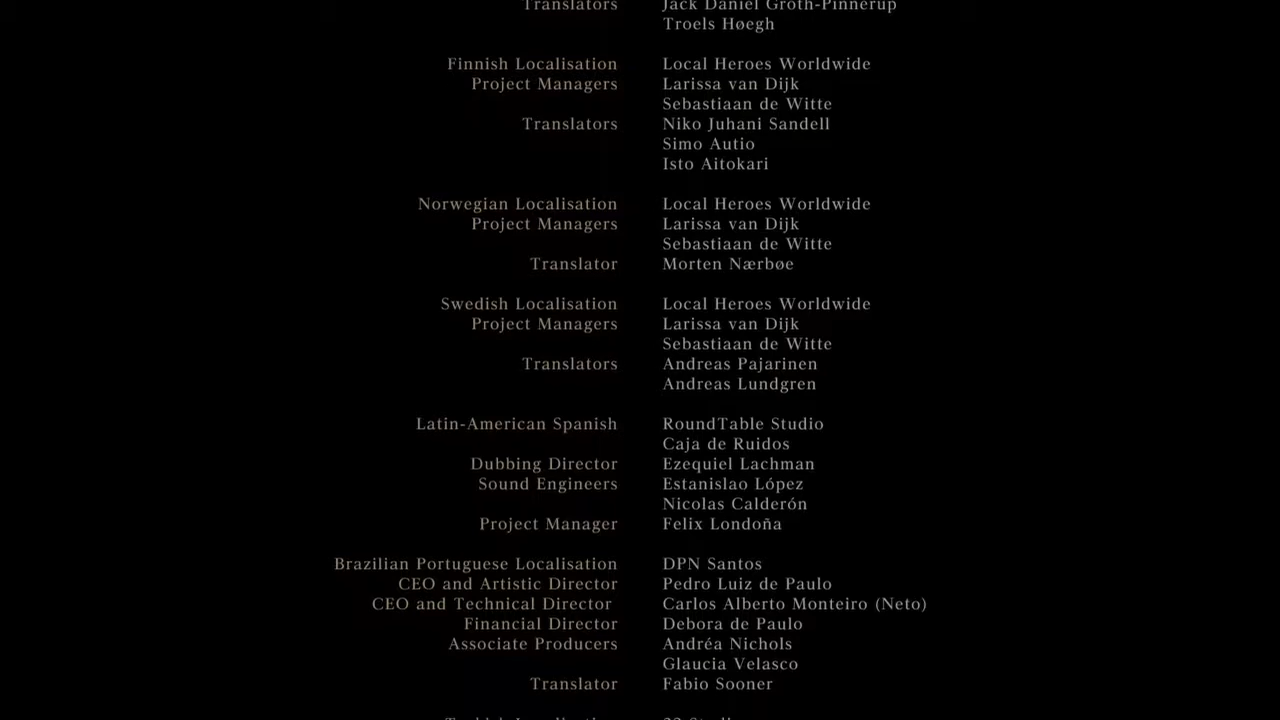 Translators Jack Daniel Groth-Pinnerup
Troels Høegh
Finnish Localisation Local Heroes Worldwide
Project Managers Larissa van Dijk
Sebastiaan de Witte
Translators Niko Juhani Sandell
Simo Autio
Isto Aitokari
Norwegian Localisation Local Heroes Worldwide
Project Managers Larissa van Dijk
Sebastiaan de Witte
Translator Morten Nærbøe
Swedish Localisation Local Heroes Worldwide
Project Managers Larissa van Dijk
Sebastiaan de Witte
Translators Andreas Pajarinen
Andreas Lundgren
Latin-American Spanish RoundTable Studio
Caja de Ruidos
Dubbing Director Ezequiel Lachman
Sound Engineers Estanislao López
Nicolas Calderón
Project Manager Felix Londoña
Brazilian Portuguese Localisation DPN Santos
CEO and Artistic Director Pedro Luiz de Paulo
CEO and Technical Director Carlos Alberto Monteiro (Neto)
Financial Director Debora de Paulo
Associate Producers Andréa Nichols
Glaucia Velasco
Translator Fabio Sooner